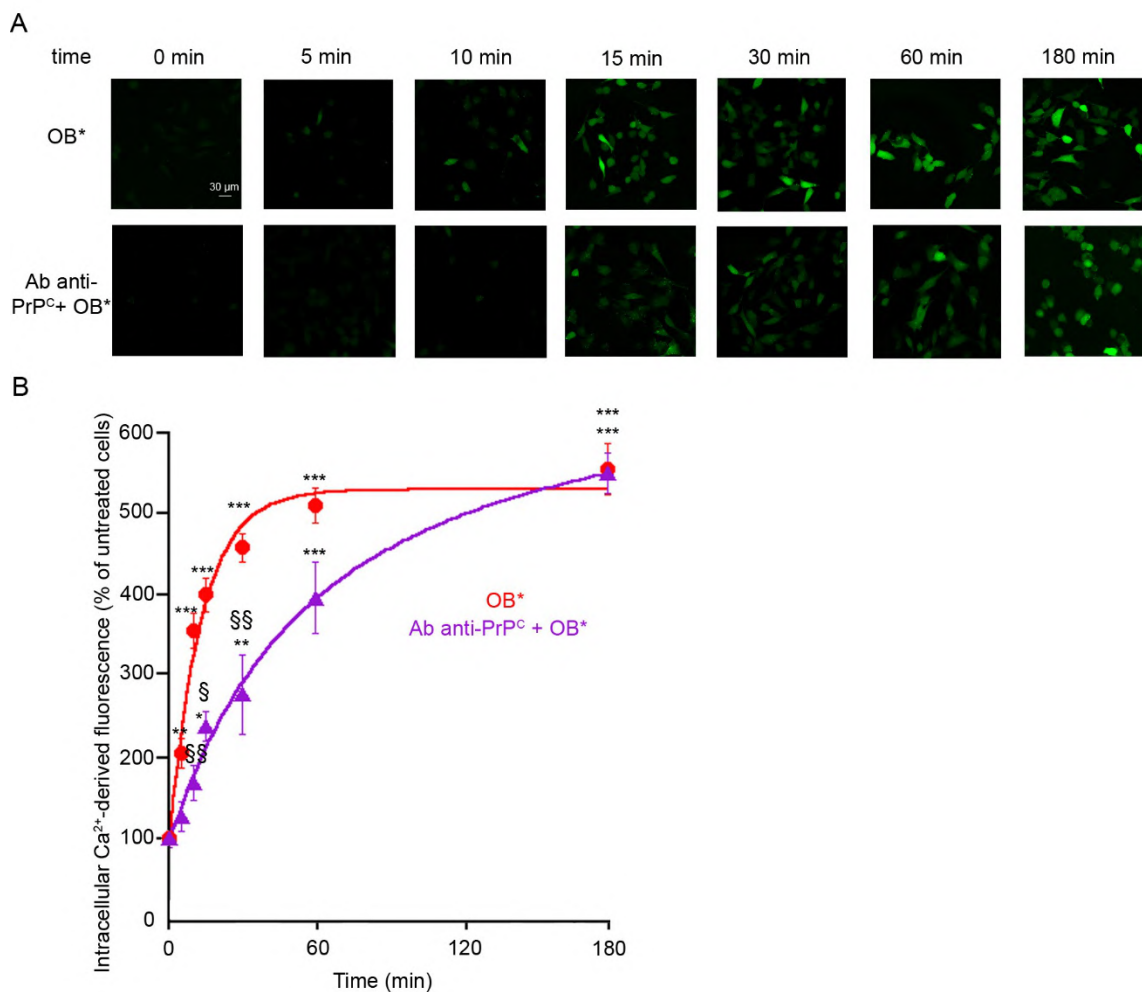 A
time 0 min 5 min 10 min 15 min 30 min 60 min 180 min
OB*
30 µm
Ab anti-
PrPᶜ+ OB*
B
Intracellular Ca²⁺-derived fluorescence (% of untreated cells)
600
500
400
300
200
100
0
***
***
***
***
***
***
***
§§
**
§
*
**
§§
OB*
Ab anti-PrPᶜ + OB*
0 60 120 180
Time (min)